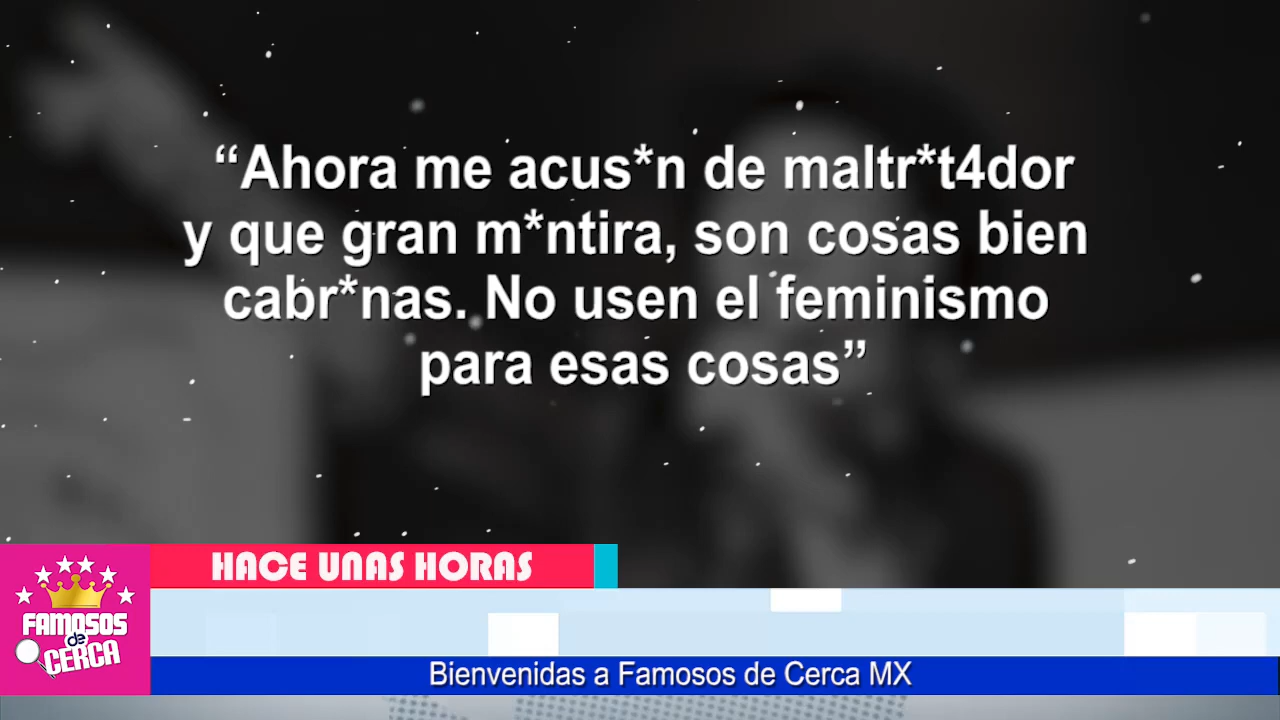 “Ahora me acus*n de maltr*t4dor
y que gran m*ntira, son cosas bien
cabr*nas. No usen el feminismo
para esas cosas”
HACE UNAS HORAS
FAMOSOS
de
CERCA
Bienvenidas a Famosos de Cerca MX